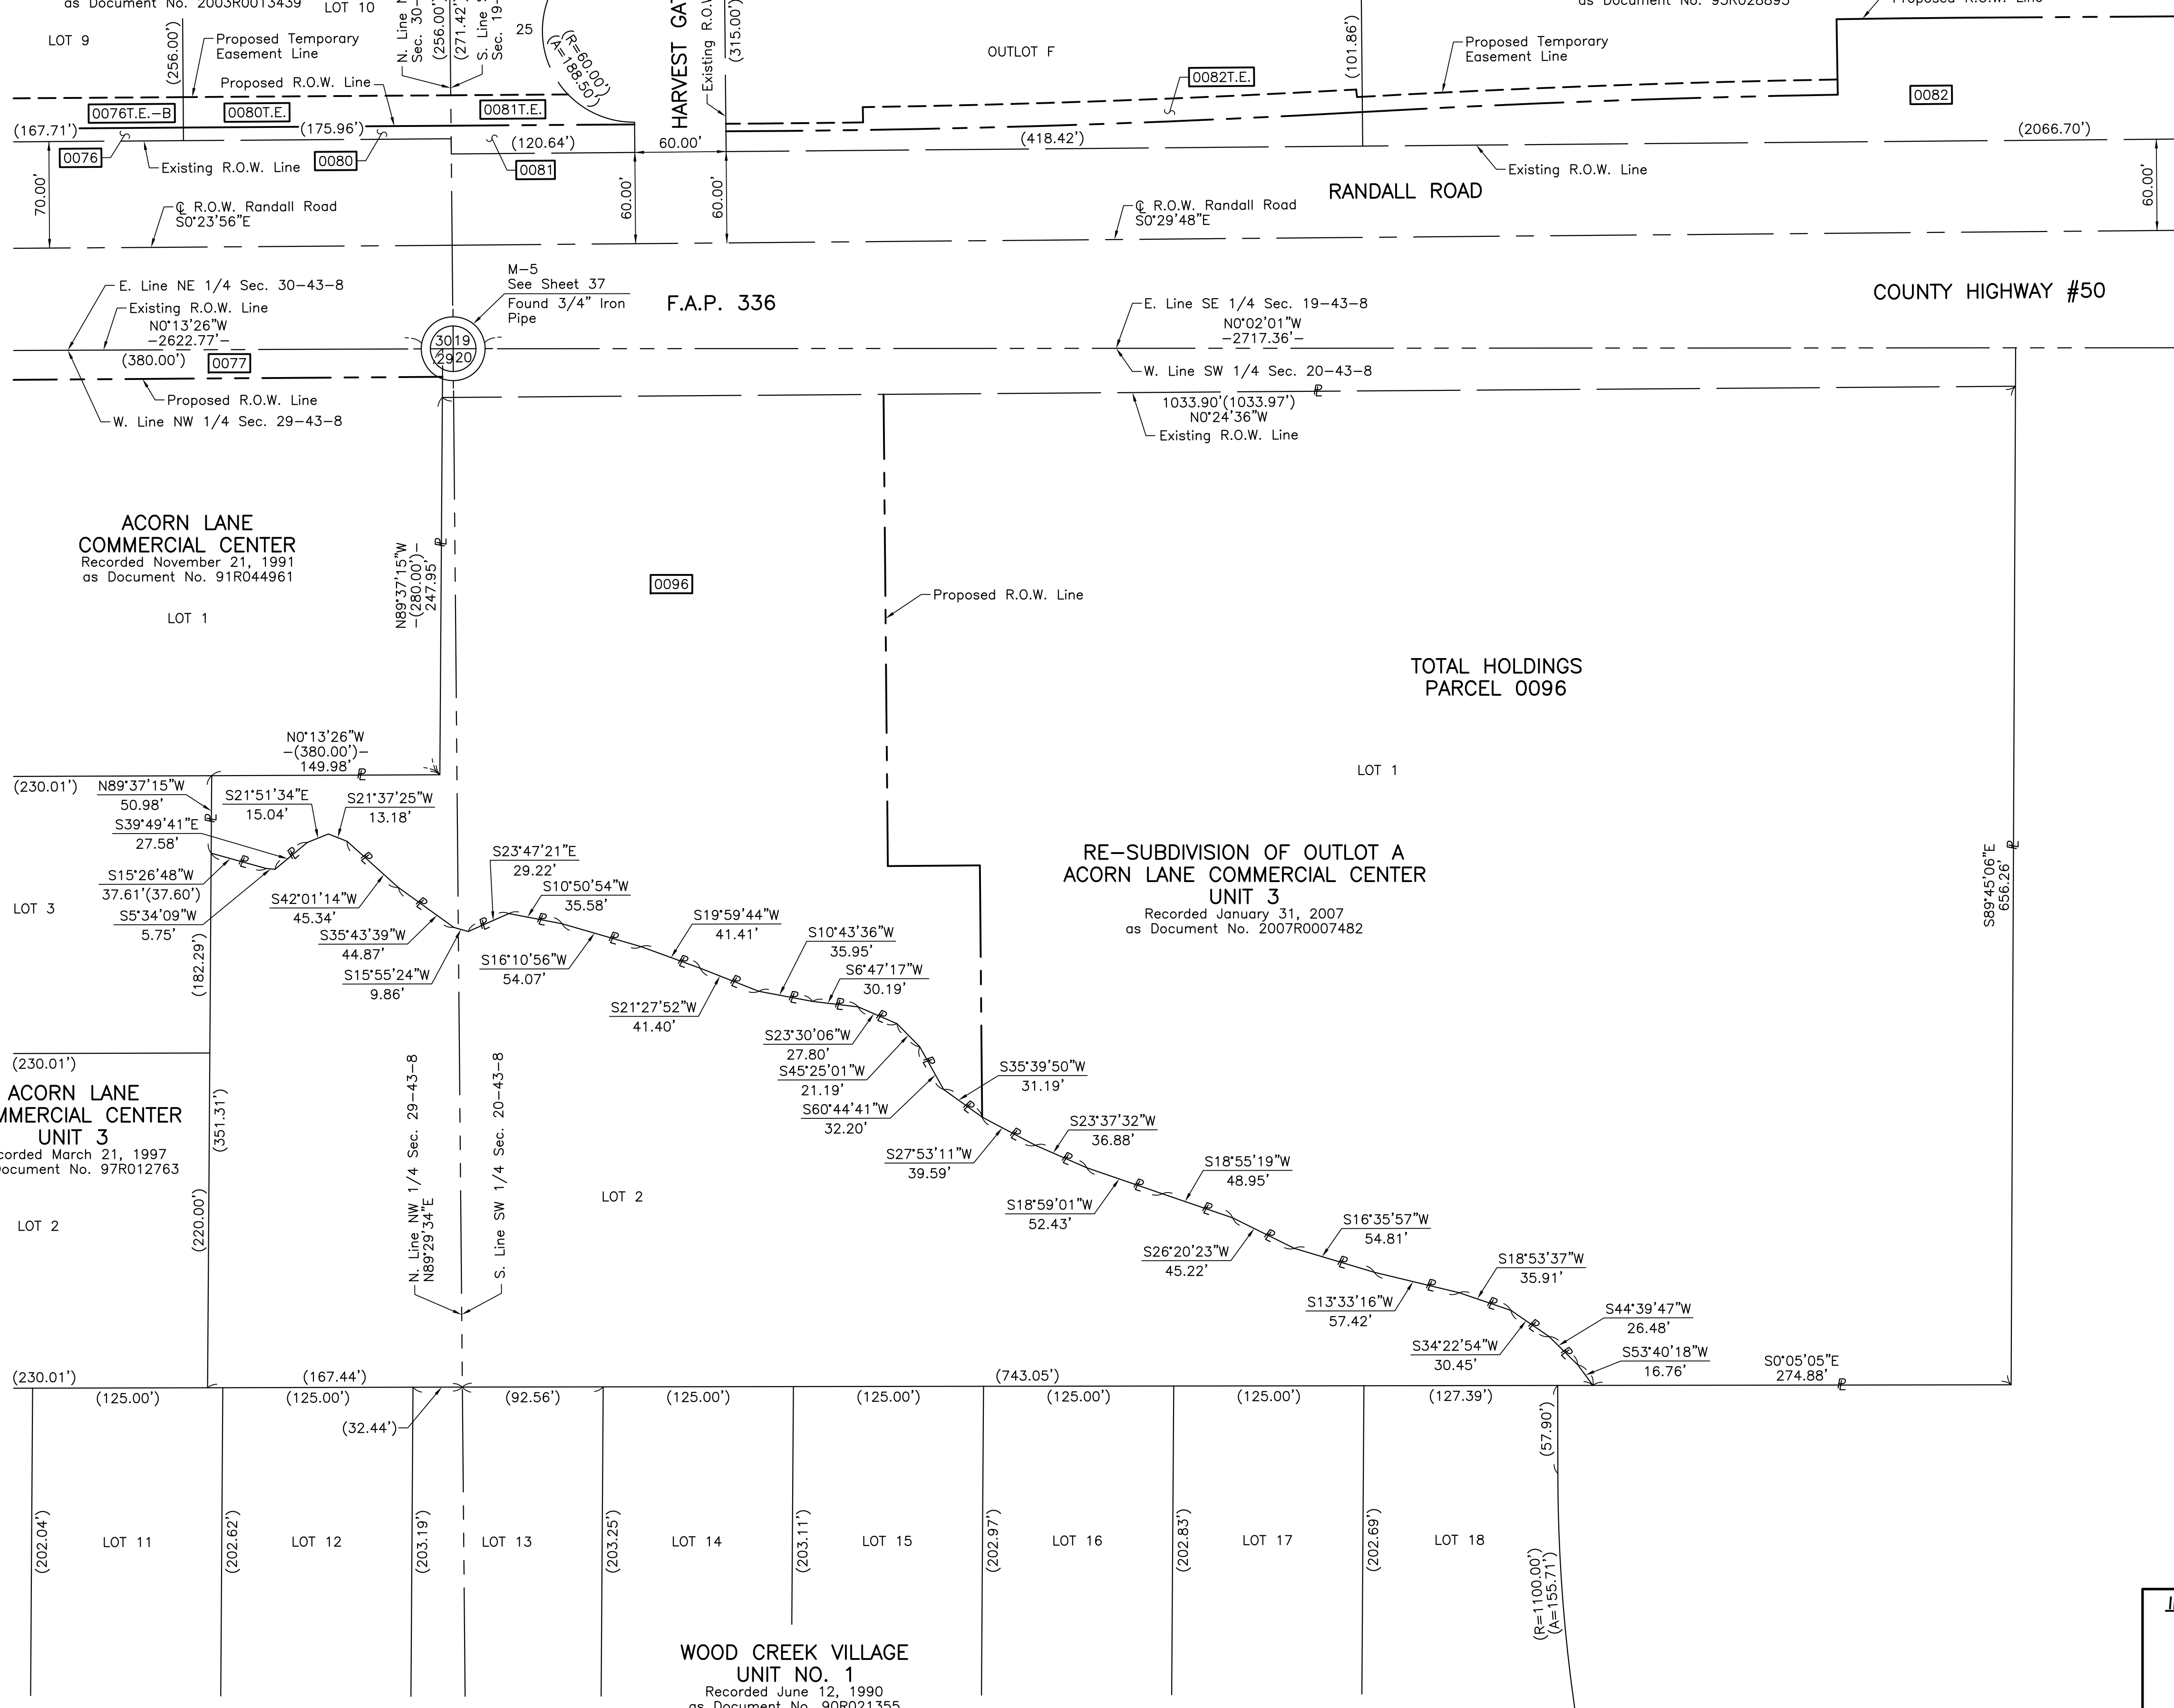 as Document No. 2003R0013439
LOT 10
LOT 9
(256.00')
Proposed Temporary
Easement Line
Proposed R.O.W. Line
Sec. 30-
(256.00')
(271.42')
Sec. 19-
25
(R=60.00')
(A=188.50')
HARVEST
Existing
(315.00')
OUTLOT F
0082T.E.
(101.86')
as Document No. 95R028895
Proposed R.O.W. Line
Proposed Temporary
Easement Line
0082
0076T.E.-B
0080T.E.
0081T.E.
(167.71')
(175.96')
(120.64')
60.00'
(418.42')
(2066.70')
0076
0080
0081
Existing R.O.W. Line
Existing R.O.W. Line
70.00'
60.00'
60.00'
60.00'
RANDALL ROAD
℄ R.O.W. Randall Road
S0°23'56"E
℄ R.O.W. Randall Road
S0°29'48"E
E. Line NE 1/4 Sec. 30-43-8
Existing R.O.W. Line
N0°13'26"W
-2622.77'-
(380.00')
0077
Proposed R.O.W. Line
W. Line NW 1/4 Sec. 29-43-8
M-5
See Sheet 37
Found 3/4" Iron
Pipe
30 19
29 20
F.A.P. 336
COUNTY HIGHWAY #50
E. Line SE 1/4 Sec. 19-43-8
N0°02'01"W
-2717.36'-
W. Line SW 1/4 Sec. 20-43-8
1033.90'(1033.97')
N0°24'36"W
Existing R.O.W. Line
ACORN LANE
COMMERCIAL CENTER
Recorded November 21, 1991
as Document No. 91R044961
LOT 1
N89°37'15"W
-(280.00')-
247.95'
0096
Proposed R.O.W. Line
TOTAL HOLDINGS
PARCEL 0096
LOT 1
RE-SUBDIVISION OF OUTLOT A
ACORN LANE COMMERCIAL CENTER
UNIT 3
Recorded January 31, 2007
as Document No. 2007R0007482
S89°45'06"E
656.26'
N0°13'26"W
-(380.00')-
149.98'
(230.01')
N89°37'15"W
50.98'
S21°51'34"E
15.04'
S21°37'25"W
13.18'
S39°49'41"E
27.58'
S15°26'48"W
37.61'(37.60')
S5°34'09"W
5.75'
LOT 3
(182.29')
S42°01'14"W
45.34'
S35°43'39"W
44.87'
S15°55'24"W
9.86'
S23°47'21"E
29.22'
S10°50'54"W
35.58'
S16°10'56"W
54.07'
S19°59'44"W
41.41'
S21°27'52"W
41.40'
S10°43'36"W
35.95'
S6°47'17"W
30.19'
S23°30'06"W
27.80'
S45°25'01"W
21.19'
S60°44'41"W
32.20'
S35°39'50"W
31.19'
S27°53'11"W
39.59'
S23°37'32"W
36.88'
S18°59'01"W
52.43'
S18°55'19"W
48.95'
S26°20'23"W
45.22'
S16°35'57"W
54.81'
S13°33'16"W
57.42'
S18°53'37"W
35.91'
S34°22'54"W
30.45'
S44°39'47"W
26.48'
S53°40'18"W
16.76'
S0°05'05"E
274.88'
(230.01')
ACORN LANE
MMERCIAL CENTER
UNIT 3
corded March 21, 1997
Document No. 97R012763
LOT 2
(351.31')
(220.00')
N. Line NW 1/4 Sec. 29-43-8
N89°29'34"E
S. Line SW 1/4 Sec. 20-43-8
LOT 2
(230.01')
(167.44')
(743.05')
(125.00')
(125.00')
(32.44')
(92.56')
(125.00')
(125.00')
(125.00')
(125.00')
(127.39')
(57.90')
(202.04')
LOT 11
(202.62')
LOT 12
(203.19')
LOT 13
(203.25')
LOT 14
(203.11')
LOT 15
(202.97')
LOT 16
(202.83')
LOT 17
(202.69')
LOT 18
(R=1100.00')
(A=155.71')
WOOD CREEK VILLAGE
UNIT NO. 1
Recorded June 12, 1990
as Document No. 90R021355